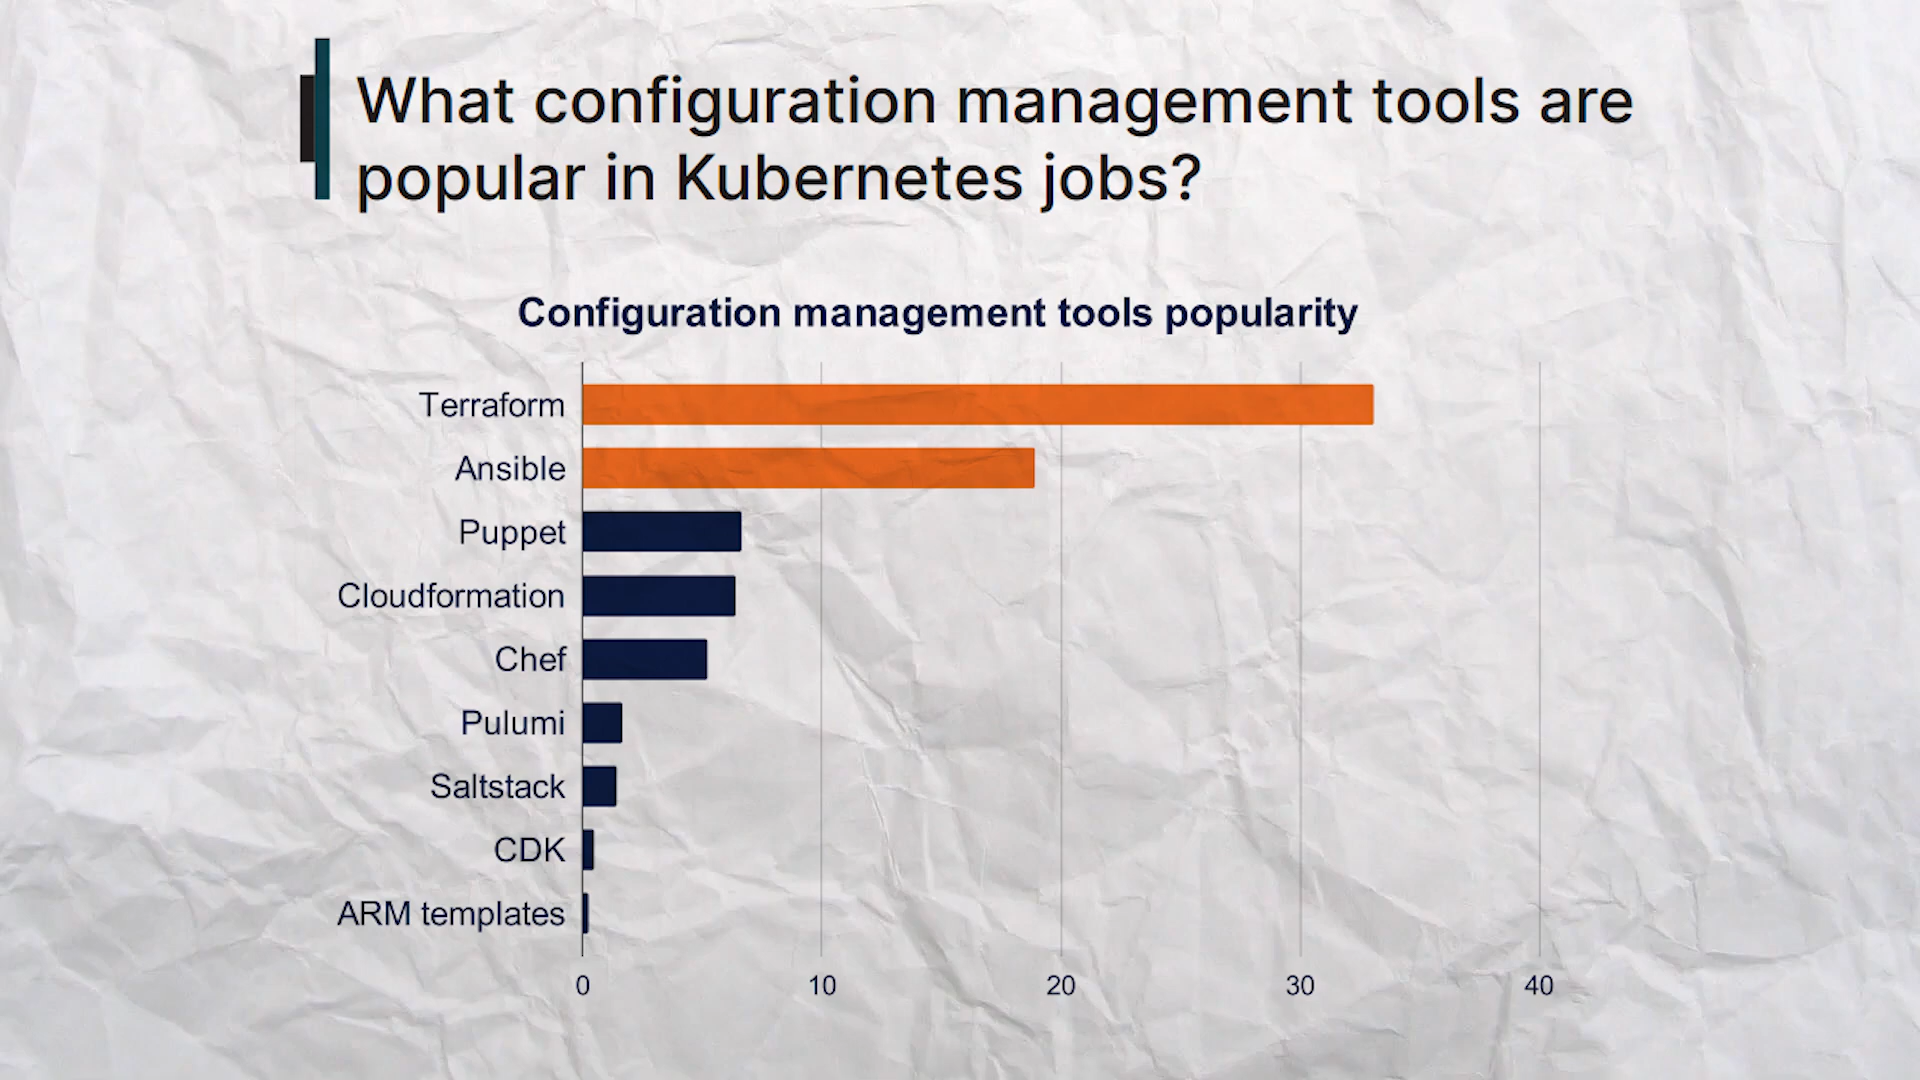 What configuration management tools are
popular in Kubernetes jobs?
Configuration management tools popularity
Terraform
Ansible
Puppet
Cloudformation
Chef
Pulumi
Saltstack
CDK
ARM templates
0 10 20 30 40